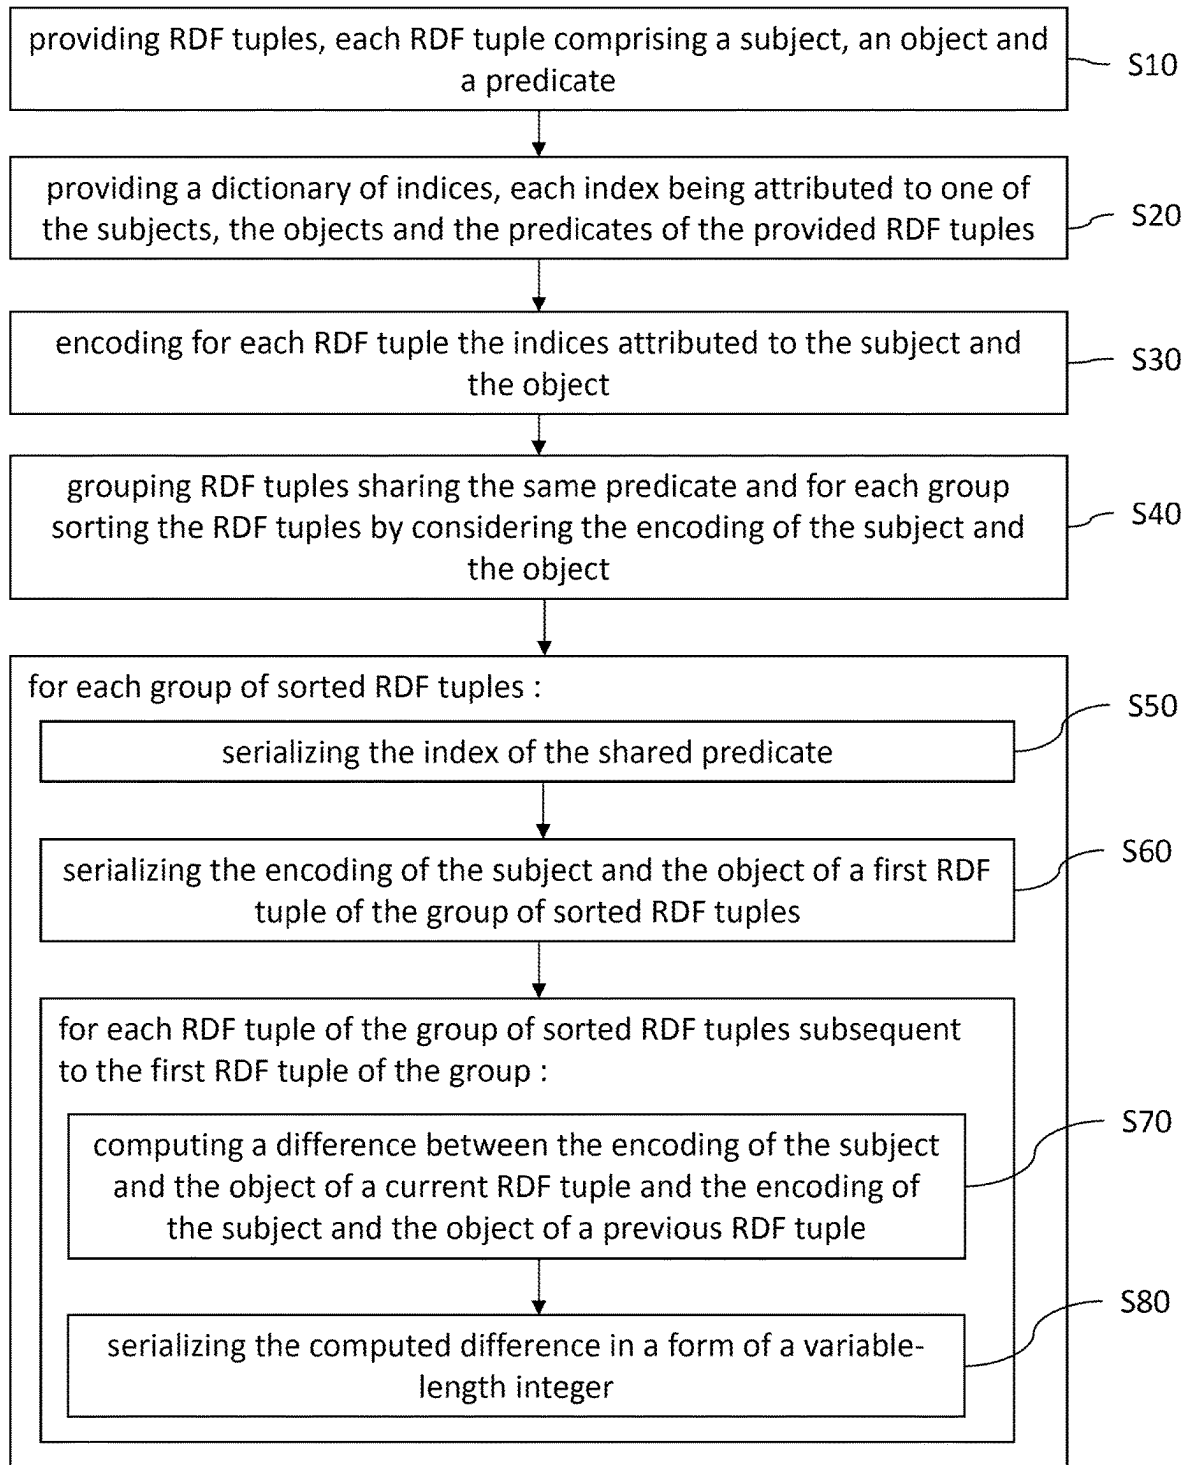 providing RDF tuples, each RDF tuple comprising a subject, an object and
a predicate
S10
providing a dictionary of indices, each index being attributed to one of
the subjects, the objects and the predicates of the provided RDF tuples
S20
encoding for each RDF tuple the indices attributed to the subject and
the object
S30
grouping RDF tuples sharing the same predicate and for each group
sorting the RDF tuples by considering the encoding of the subject and
the object
S40
for each group of sorted RDF tuples :
S50
serializing the index of the shared predicate
S60
serializing the encoding of the subject and the object of a first RDF
tuple of the group of sorted RDF tuples
for each RDF tuple of the group of sorted RDF tuples subsequent
to the first RDF tuple of the group :
S70
computing a difference between the encoding of the subject
and the object of a current RDF tuple and the encoding of
the subject and the object of a previous RDF tuple
S80
serializing the computed difference in a form of a variable-
length integer